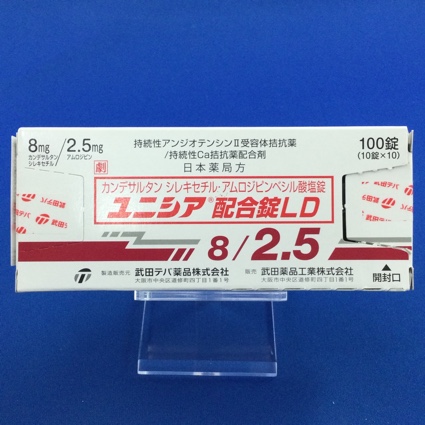 8mg/2.5mg
カンデサルタン シレキセチル
アムロジピン
持続性アンジオテンシンⅡ受容体拮抗薬
/持続性Ca拮抗薬配合剤
日本薬局方
100錠
(10錠×10)
劇
カンデサルタン シレキセチル・アムロジピンベシル酸塩錠
ユニシア®配合錠LD
8/2.5
製造販売元 武田テバ薬品株式会社
大阪市中央区道修町四丁目1番1号
販売 武田薬品工業株式会社
大阪市中央区道修町四丁目1番1号
開封口